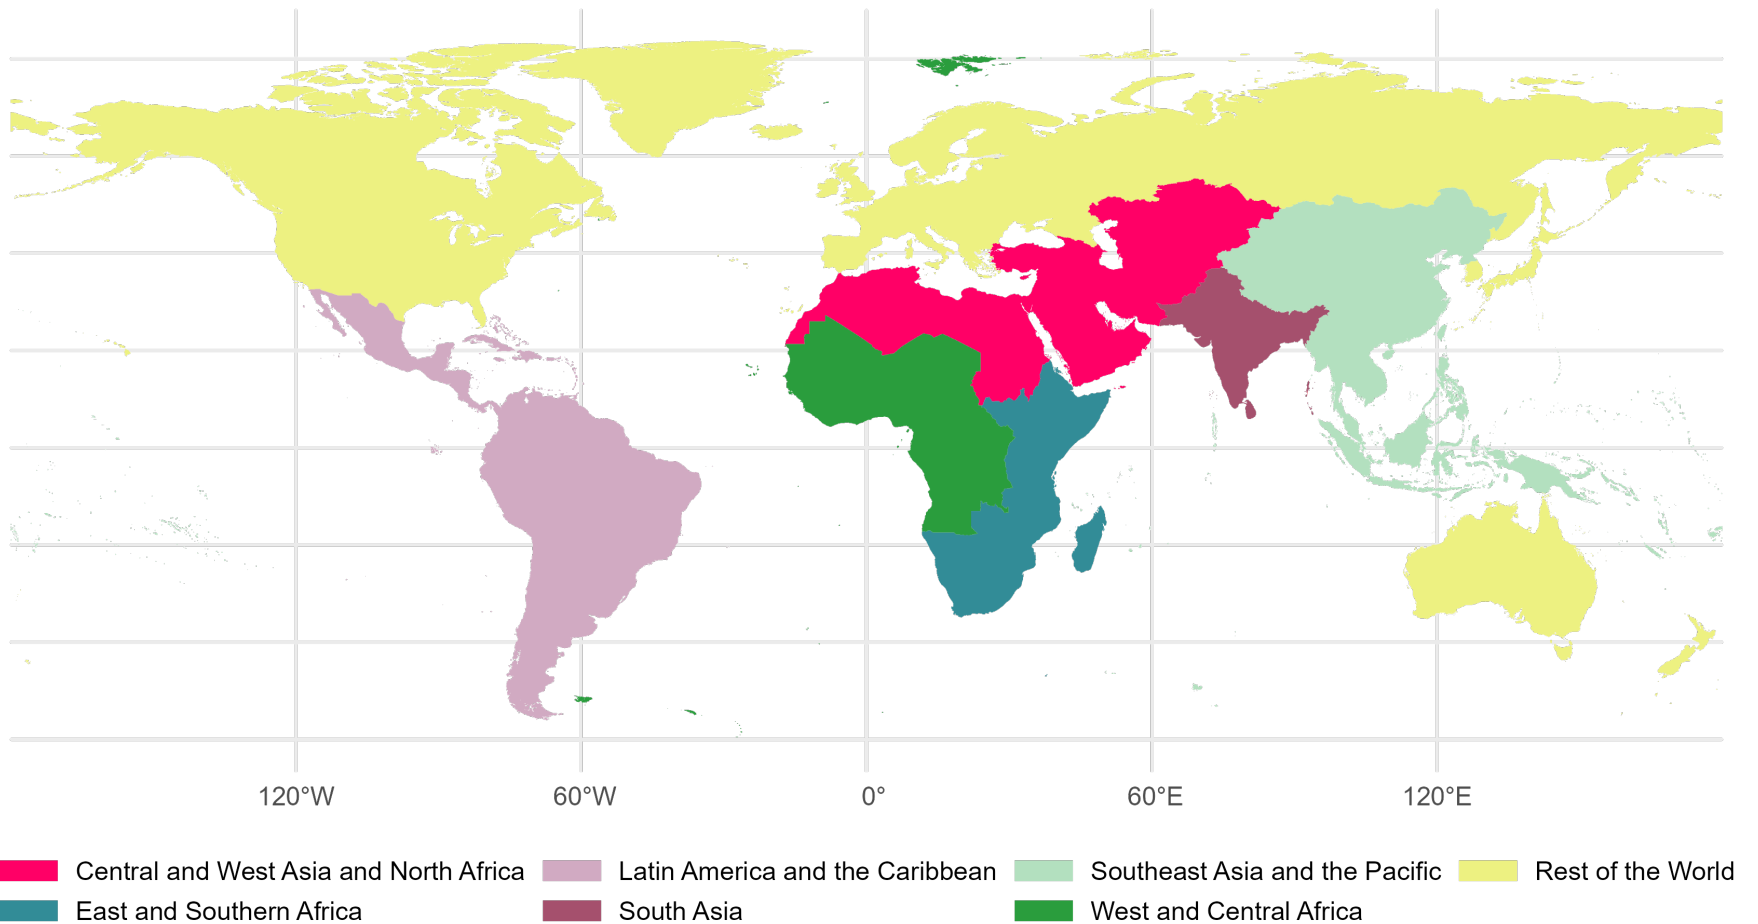 120°W 60°W 0° 60°E 120°E
Central and West Asia and North Africa Latin America and the Caribbean Southeast Asia and the Pacific Rest of the World
East and Southern Africa South Asia West and Central Africa